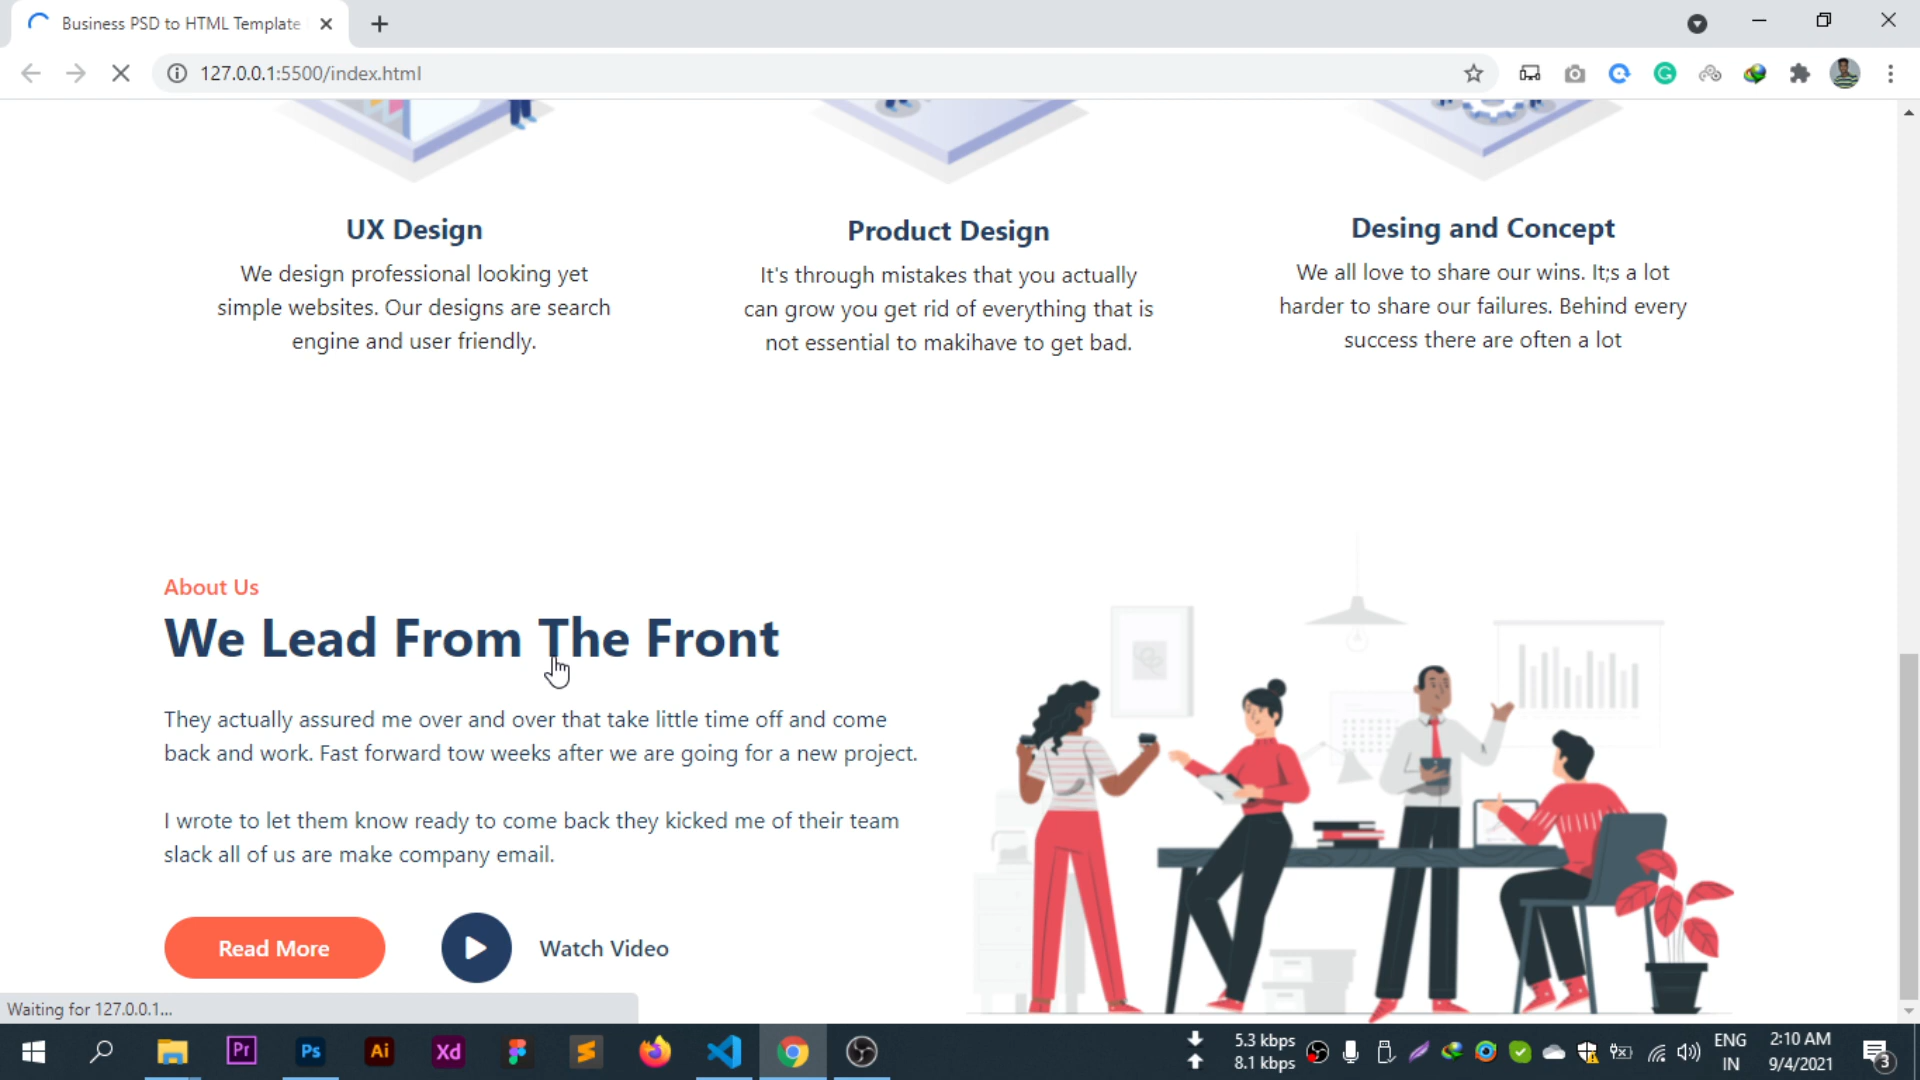 Business PSD to HTML Template
127.0.0.1:5500/index.html
UX Design
We design professional looking yet
simple websites. Our designs are search
engine and user friendly.
Product Design
It's through mistakes that you actually
can grow you get rid of everything that is
not essential to makihave to get bad.
Desing and Concept
We all love to share our wins. It;s a lot
harder to share our failures. Behind every
success there are often a lot
About Us
We Lead From The Front
They actually assured me over and over that take little time off and come
back and work. Fast forward tow weeks after we are going for a new project.
I wrote to let them know ready to come back they kicked me of their team
slack all of us are make company email.
Read More
Watch Video
Waiting for 127.0.0.1...
Pr
Ps
Ai
Xd
5.3 kbps
8.1 kbps
ENG
IN
2:10 AM
9/4/2021
3